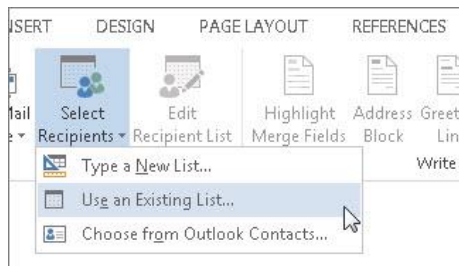 INSERT DESIGN PAGE LAYOUT REFERENCES
Select Edit Highlight Address
Recipients Recipient List Merge Fields Block
Write
Type a New List...
Use an Existing List...
Choose from Outlook Contacts...